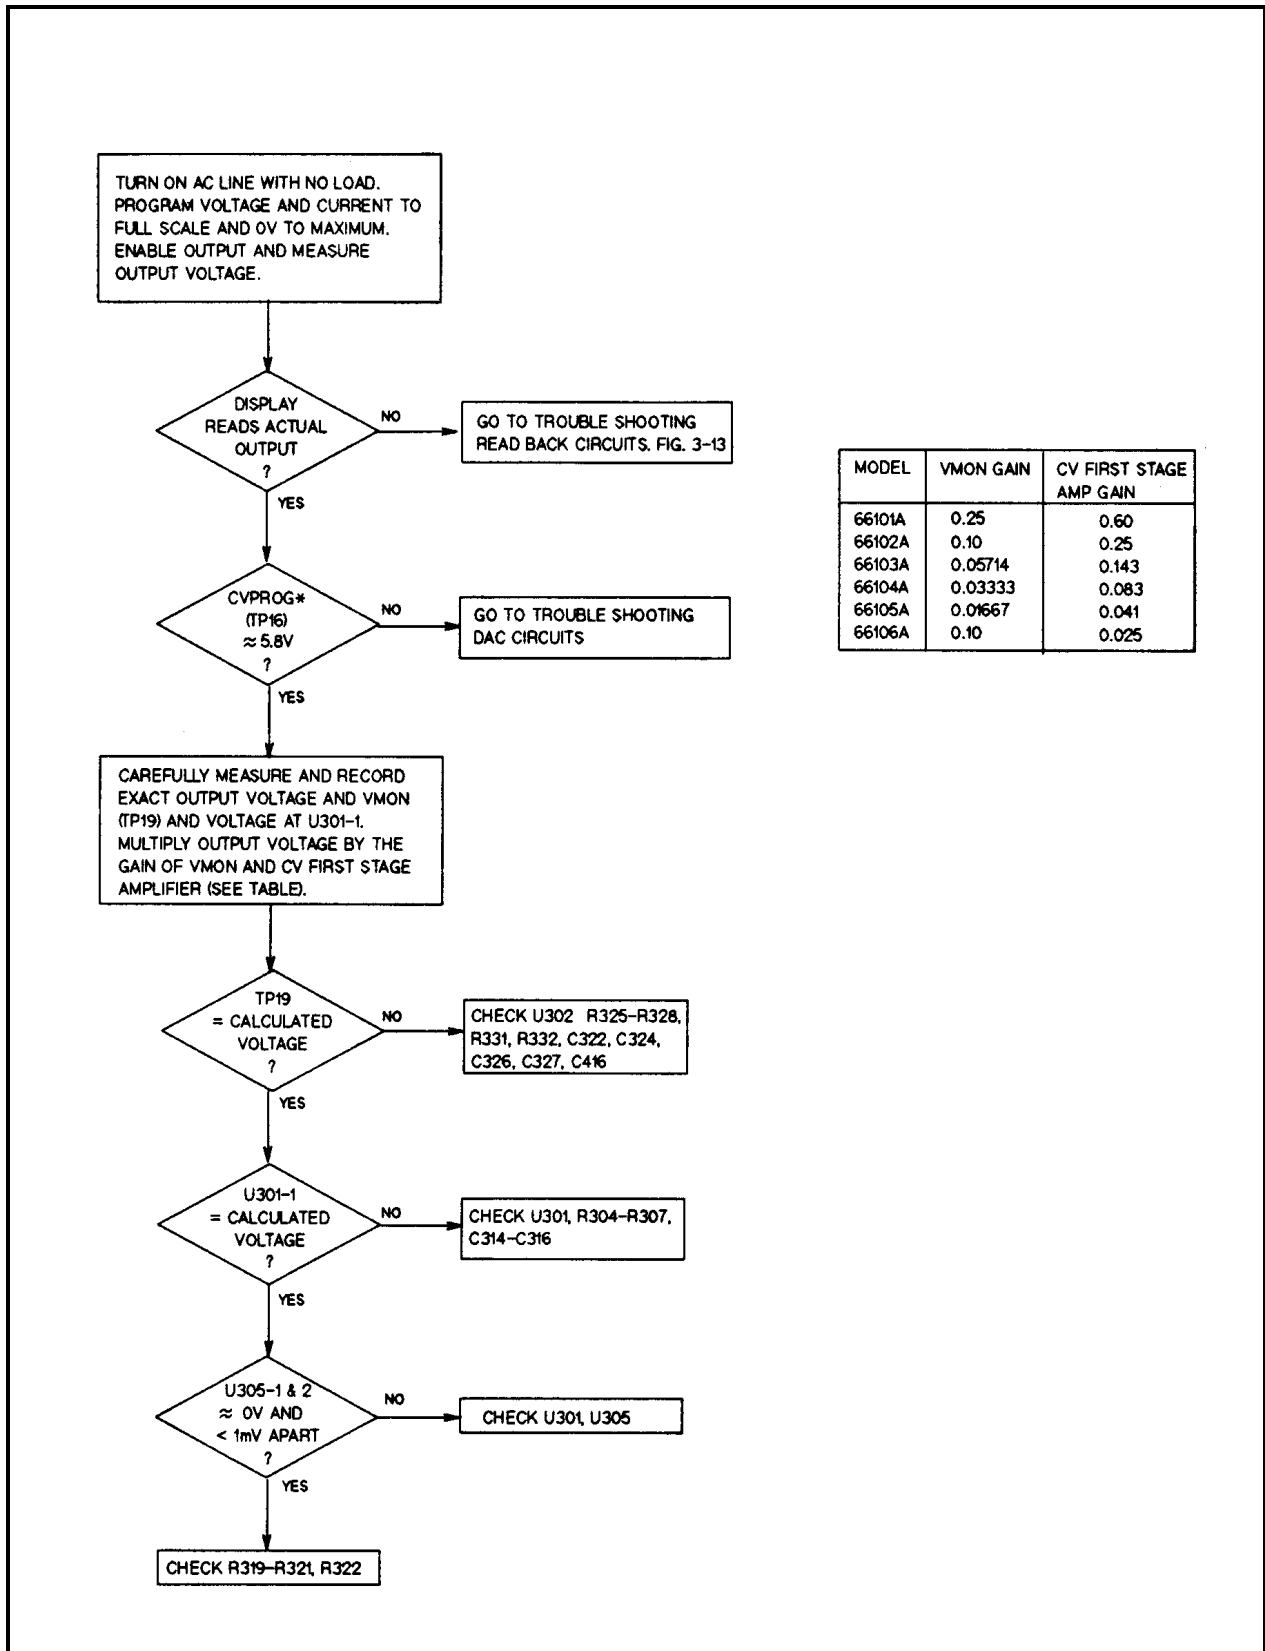 TURN ON AC LINE WITH NO LOAD.
PROGRAM VOLTAGE AND CURRENT TO
FULL SCALE AND OV TO MAXIMUM.
ENABLE OUTPUT AND MEASURE
OUTPUT VOLTAGE.
DISPLAY
READS ACTUAL
OUTPUT
?
NO
GO TO TROUBLE SHOOTING
READ BACK CIRCUITS. FIG. 3-13
YES
CVPROG*
(TP16)
≈ 5.8V
?
NO
GO TO TROUBLE SHOOTING
DAC CIRCUITS
YES
CAREFULLY MEASURE AND RECORD
EXACT OUTPUT VOLTAGE AND VMON
(TP19) AND VOLTAGE AT U301-1.
MULTIPLY OUTPUT VOLTAGE BY THE
GAIN OF VMON AND CV FIRST STAGE
AMPLIFIER (SEE TABLE).
TP19
= CALCULATED
VOLTAGE
?
NO
CHECK U302 R325-R328,
R331, R332, C322, C324,
C326, C327, C416
YES
U301-1
= CALCULATED
VOLTAGE
?
NO
CHECK U301, R304-R307,
C314-C316
YES
U305-1 & 2
≈ 0V AND
< 1mV APART
?
NO
CHECK U301, U305
YES
CHECK R319-R321, R322
MODEL VMON GAIN CV FIRST STAGE
AMP GAIN
66101A 0.25 0.60
66102A 0.10 0.25
66103A 0.05714 0.143
66104A 0.03333 0.083
66105A 0.01667 0.041
66106A 0.10 0.025